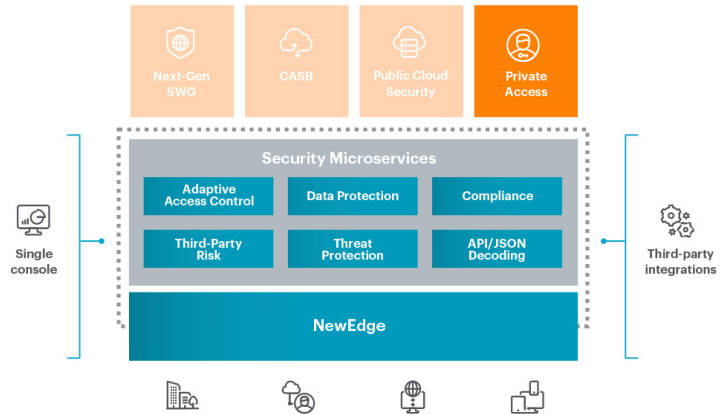 Next-Gen
SWG
CASB
Public Cloud
Security
Private
Access
Security Microservices
Adaptive
Access Control
Data Protection
Compliance
Third-Party
Risk
Threat
Protection
API/JSON
Decoding
Single
console
Third-party
integrations
NewEdge